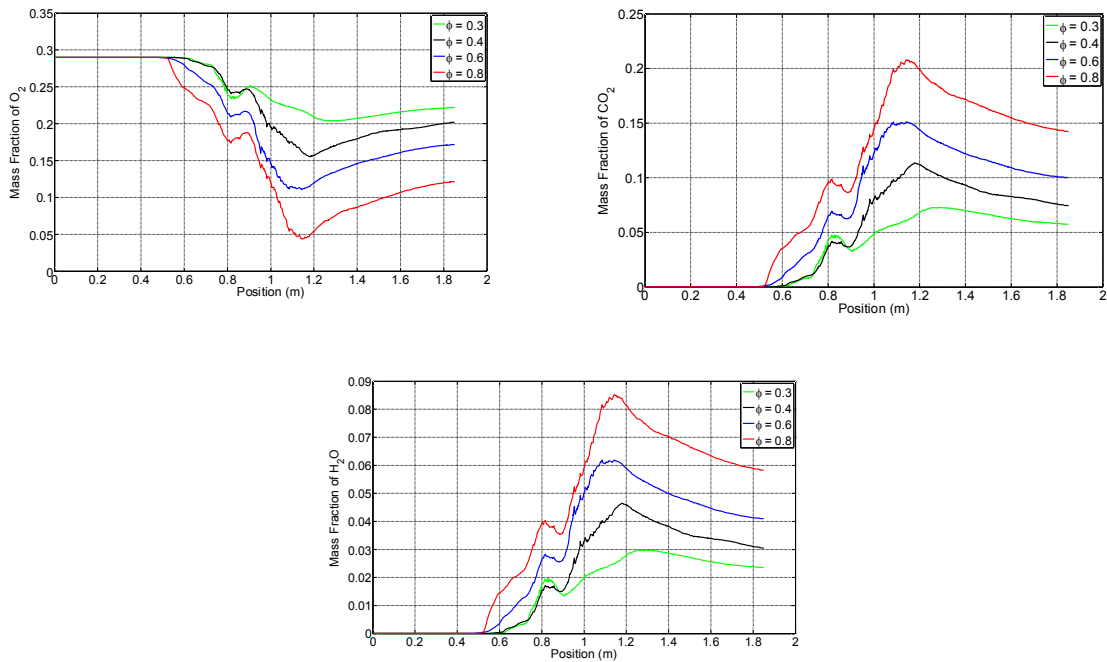 0.35
0.3
0.25
0.2
0.15
0.1
0.05
0
Mass Fraction of O2
0 0.2 0.4 0.6 0.8 1 1.2 1.4 1.6 1.8 2
Position (m)
ϕ = 0.3
ϕ = 0.4
ϕ = 0.6
ϕ = 0.8
0.25
0.2
0.15
0.1
0.05
0
Mass Fraction of CO2
0 0.2 0.4 0.6 0.8 1 1.2 1.4 1.6 1.8 2
Position (m)
ϕ = 0.3
ϕ = 0.4
ϕ = 0.6
ϕ = 0.8
0.09
0.08
0.07
0.06
0.05
0.04
0.03
0.02
0.01
0
Mass Fraction of H2O
0 0.2 0.4 0.6 0.8 1 1.2 1.4 1.6 1.8 2
Position (m)
ϕ = 0.3
ϕ = 0.4
ϕ = 0.6
ϕ = 0.8